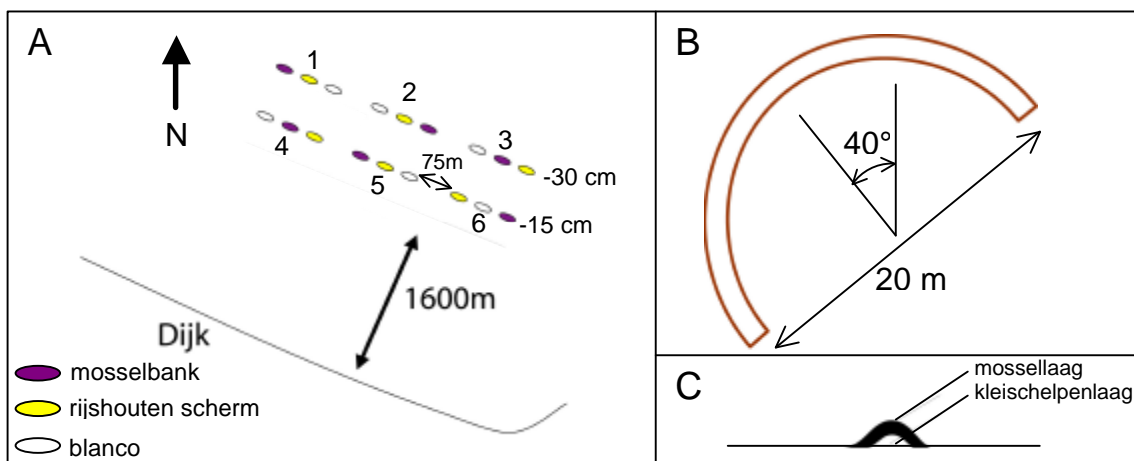 A
N
1
2
3
-30 cm
4
5
75m
6
-15 cm
1600m
Dijk
mosselbank
rijshouten scherm
blanco
B
40°
20 m
C
mossellaag
kleischelpenlaag